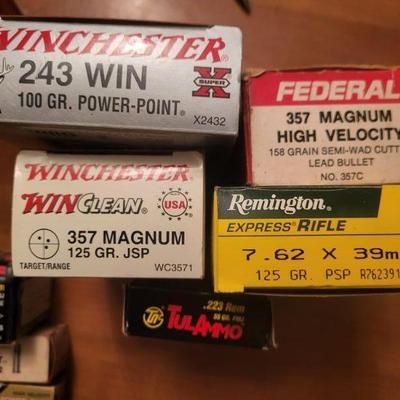 WINCHESTER
243 WIN
SUPER X
100 GR. POWER-POINT®
X2432
FEDERAL
357 MAGNUM
HIGH VELOCITY
158 GRAIN SEMI-WAD CUTT
LEAD BULLET
NO. 357C
WINCHESTER
WINCLEAN
USA
357 MAGNUM
125 GR. JSP
TARGET/RANGE
WC3571
Remington
EXPRESS® RIFLE
7.62 X 39m
125 GR. PSP R762391
.223 Rem
TULAMMO